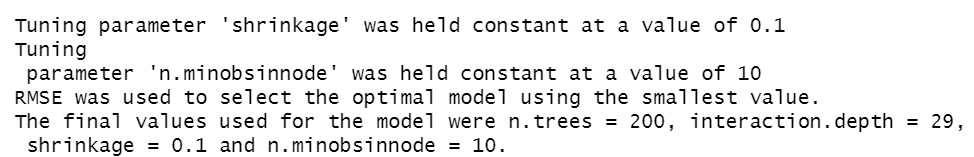 Tuning parameter 'shrinkage' was held constant at a value of 0.1
Tuning
 parameter 'n.minobsinnode' was held constant at a value of 10
RMSE was used to select the optimal model using the smallest value.
The final values used for the model were n.trees = 200, interaction.depth = 29,
 shrinkage = 0.1 and n.minobsinnode = 10.